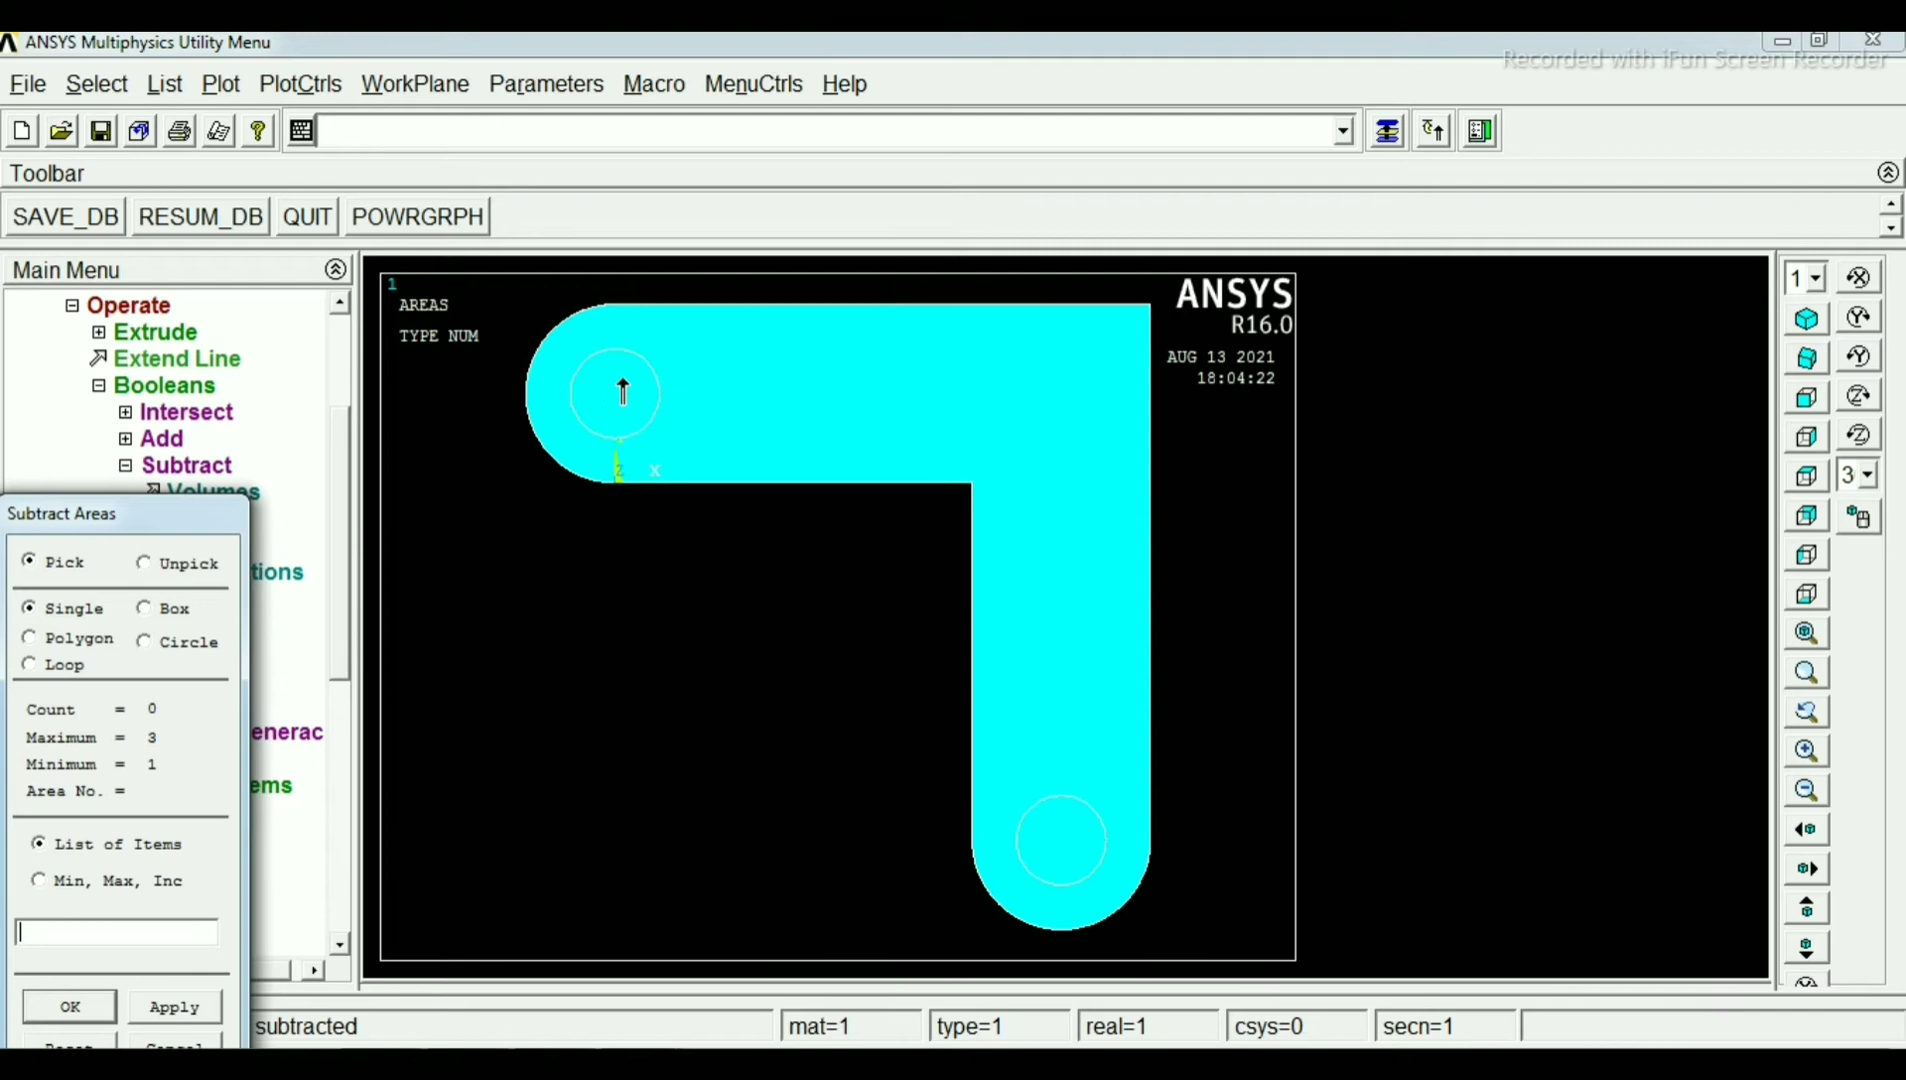 ANSYS Multiphysics Utility Menu
Recorded with iFun Screen Recorder
File Select List Plot PlotCtrls WorkPlane Parameters Macro MenuCtrls Help
Toolbar
SAVE_DB RESUM_DB QUIT POWRGRPH
Main Menu
Operate
Extrude
Extend Line
Booleans
Intersect
Add
Subtract
Volumes
tions
enerac
ems
Subtract Areas
Pick Unpick
Single Box
Polygon Circle
Loop
Count = 0
Maximum = 3
Minimum = 1
Area No. =
List of Items
Min, Max, Inc
OK Apply
1
AREAS
TYPE NUM
ANSYS
R16.0
AUG 13 2021
18:04:22
Z X
1
3
subtracted mat=1 type=1 real=1 csys=0 secn=1